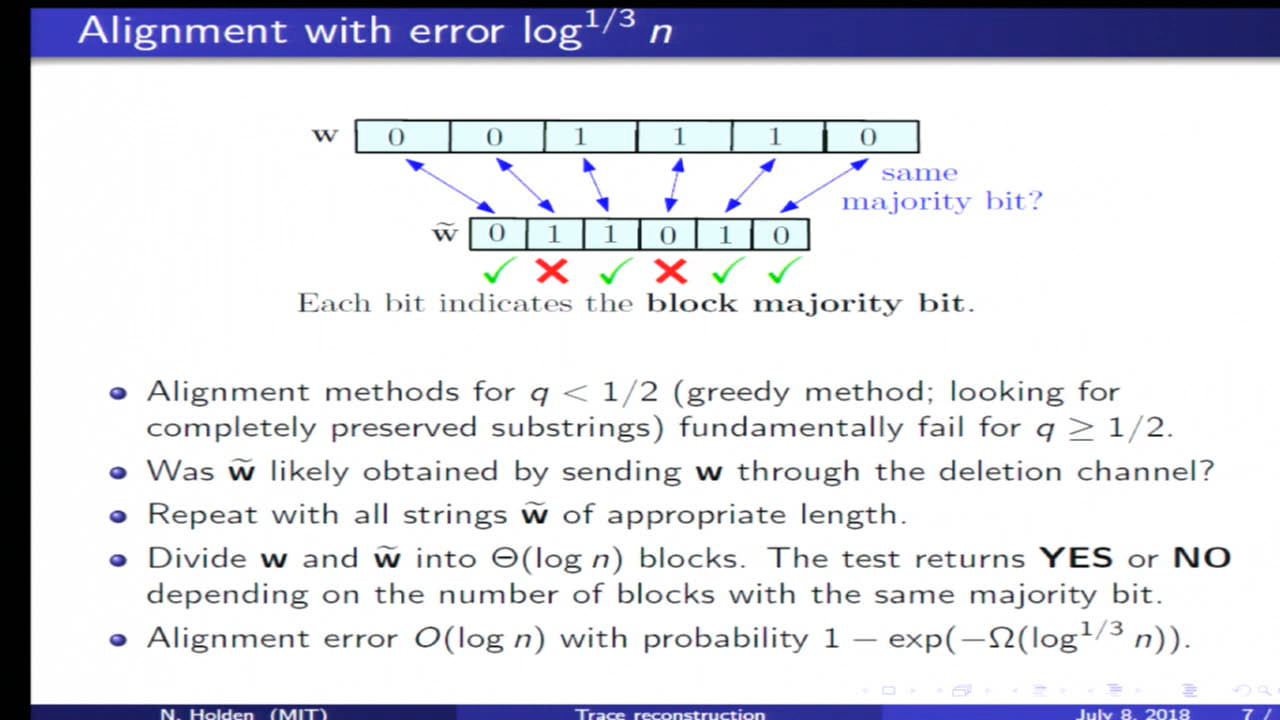 Alignment with error log^{1/3} n
w 0 0 1 1 1 0
same
majority bit?
w̃ 0 1 1 0 1 0
Each bit indicates the block majority bit.
Alignment methods for q < 1/2 (greedy method; looking for
completely preserved substrings) fundamentally fail for q ≥ 1/2.
Was w̃ likely obtained by sending w through the deletion channel?
Repeat with all strings w̃ of appropriate length.
Divide w and w̃ into Θ(log n) blocks. The test returns YES or NO
depending on the number of blocks with the same majority bit.
Alignment error O(log n) with probability 1 − exp(−Ω(log^{1/3} n)).
N. Holden (MIT) Trace reconstruction July 8, 2018 7 /